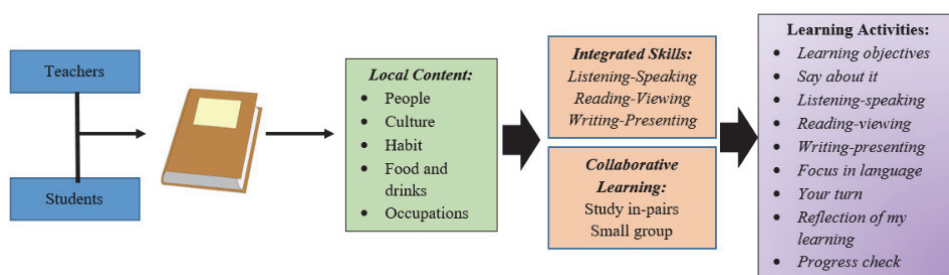 Teachers
Students
Local Content:
• People
• Culture
• Habit
• Food and
drinks
• Occupations
Integrated Skills:
Listening-Speaking
Reading-Viewing
Writing-Presenting
Collaborative
Learning:
Study in-pairs
Small group
Learning Activities:
• Learning objectives
• Say about it
• Listening-speaking
• Reading-viewing
• Writing-presenting
• Focus in language
• Your turn
• Reflection of my
learning
• Progress check